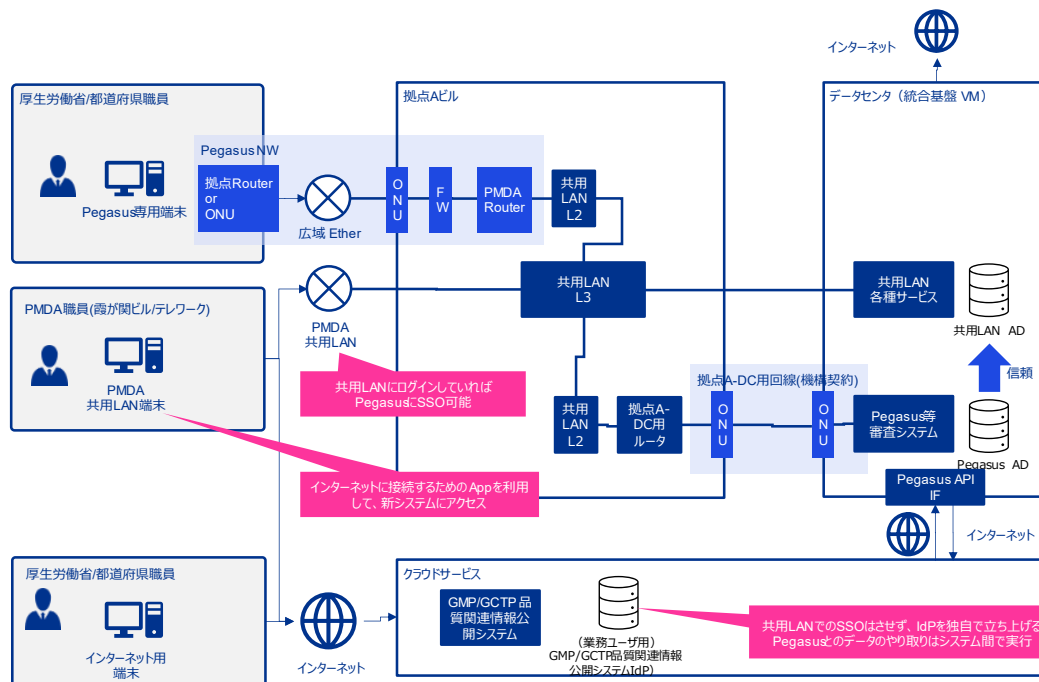 インターネット
厚生労働省/都道府県職員
Pegasus専用端末
Pegasus NW
拠点Router
or
ONU
広域 Ether
拠点Aビル
O
N
U
F
W
PMDA
Router
共用
LAN
L2
データセンタ（統合基盤 VM）
PMDA職員(霞が関ビル/テレワーク)
PMDA
共用LAN端末
PMDA
共用LAN
共用LAN
L3
共用LAN
各種サービス
共用LAN AD
信頼
共用LANにログインしていれば
PegasusにSSO可能
拠点A-DC用回線(機構契約)
共用
LAN
L2
拠点A-
DC用
ルータ
O
N
U
O
N
U
Pegasus等
審査システム
Pegasus AD
インターネットに接続するためのAppを利用
して、新システムにアクセス
Pegasus API
IF
インターネット
厚生労働省/都道府県職員
インターネット用
端末
インターネット
クラウドサービス
GMP/GCTP 品
質関連情報公
開システム
（業務ユーザ用）
GMP/GCTP品質関連情報
公開システムIdP）
共用LANでのSSOはさせず、IdPを独自で立ち上げる
Pegasusとのデータのやり取りはシステム間で実行